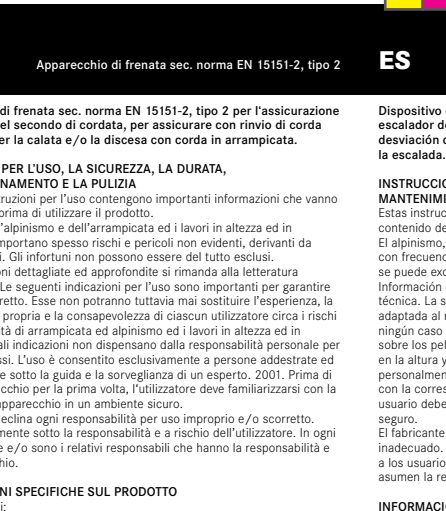 Apparecchio di frenata sec. norma EN 15151-2, tipo 2
di frenata sec. norma EN 15151-2, tipo 2 per l'assicurazione
el secondo di cordata, per assicurare con rinvio di corda
er la calata e/o la discesa con corda in arrampicata.
PER L'USO, LA SICUREZZA, LA DURATA,
NAMENTO E LA PULIZIA
truzioni per l'uso contengono importanti informazioni che vanno
prima di utilizzare il prodotto.
l'alpinismo e dell'arrampicata ed i lavori in altezza ed in
mportano spesso rischi e pericoli non evidenti, derivanti da
i. Gli infortuni non possono essere del tutto esclusi.
oni dettagliate ed approfondite si rimanda alla letteratura
Le seguenti indicazioni per l'uso sono importanti per garantire
retto. Esse non potranno tuttavia mai sostituire l'esperienza, la
propria e la consapevolezza di ciascun utilizzatore circa i rischi
ità di arrampicata ed alpinismo ed i lavori in altezza ed in
ali indicazioni non dispensano dalla responsabilità personale per
ssi. L'uso è consentito esclusivamente a persone addestrate ed
e sotto la guida e la sorveglianza di un esperto. 2001. Prima di
ecchio per la prima volta, l'utilizzatore deve familiarizzarsi con la
apparecchio in un ambiente sicuro.
eclina ogni responsabilità per uso improprio e/o scorretto.
mente sotto la responsabilità e a rischio dell'utilizzatore. In ogni
e e/o sono i relativi responsabili che hanno la responsabilità e
hio.
NI SPECIFICHE SUL PRODOTTO
i:
ES
Dispositivo
escalador d
desviación d
la escalada.
INSTRUCCIO
MANTENIMI
Estas instruc
contenido de
El alpinismo,
con frecuenc
se puede exc
Información
técnica. La s
adaptada al
ningún caso
sobre los pel
en la altura y
personalmen
con la corres
usuario debe
seguro.
El fabricante
inadecuado.
a los usuario
asumen la re
INFORMACIÓ